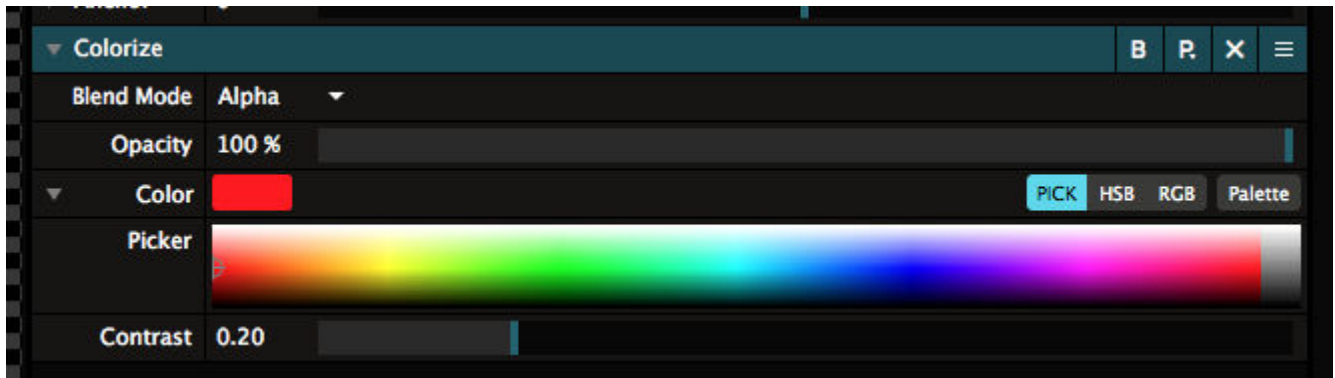 Colorize B P. X
Blend Mode Alpha
Opacity 100 %
Color PICK HSB RGB Palette
Picker
Contrast 0.20